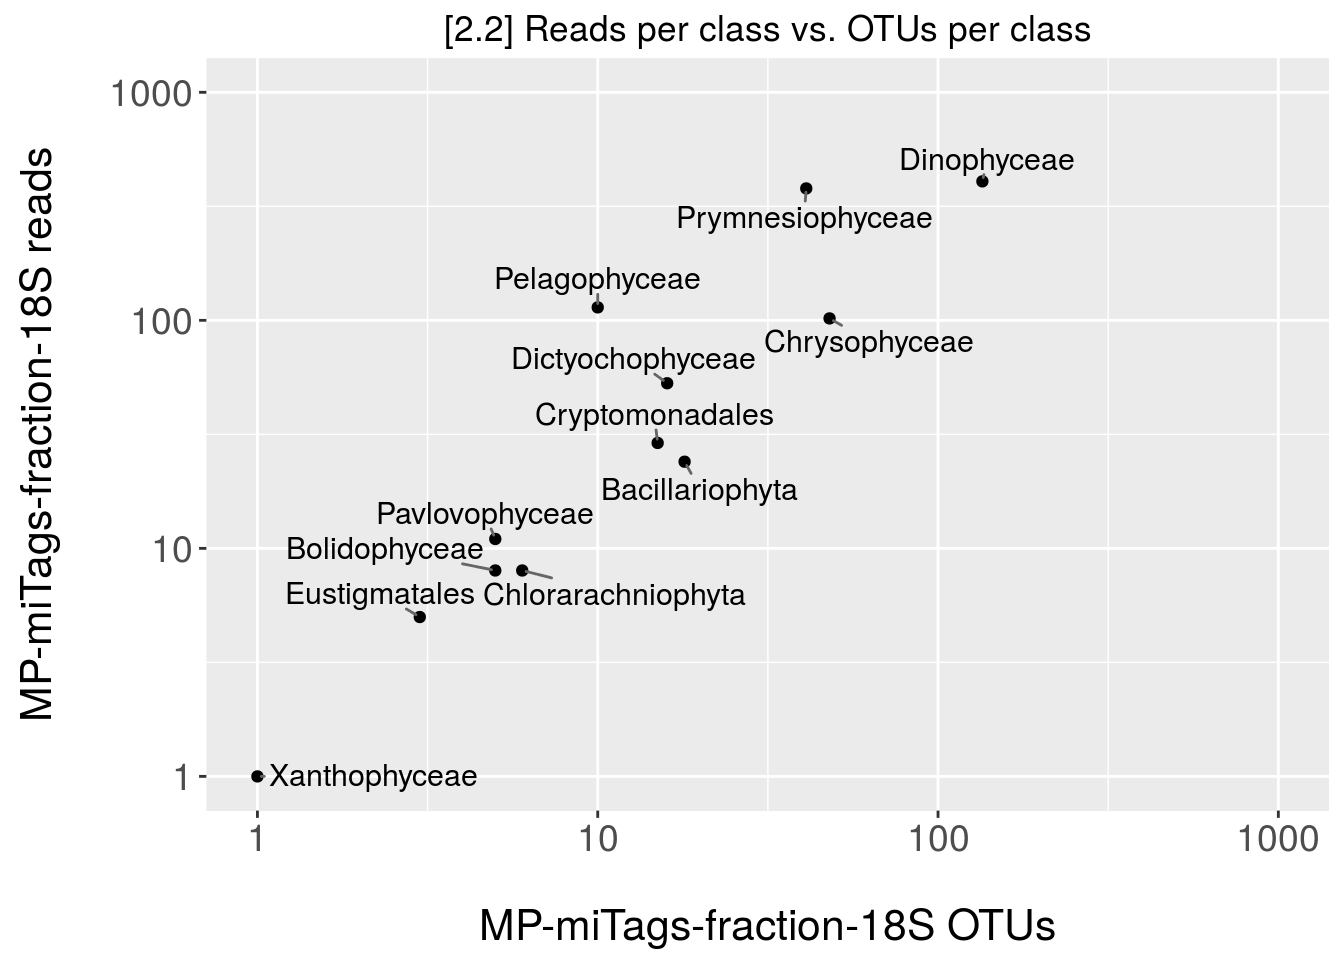 [2.2] Reads per class vs. OTUs per class
MP-miTags-fraction-18S reads
1000
100
10
1
Dinophyceae
Prymnesiophyceae
Pelagophyceae
Chrysophyceae
Dictyochophyceae
Cryptomonadales
Bacillariophyta
Pavlovophyceae
Bolidophyceae
Eustigmatales
Chlorarachniophyta
Xanthophyceae
1
10
100
1000
MP-miTags-fraction-18S OTUs